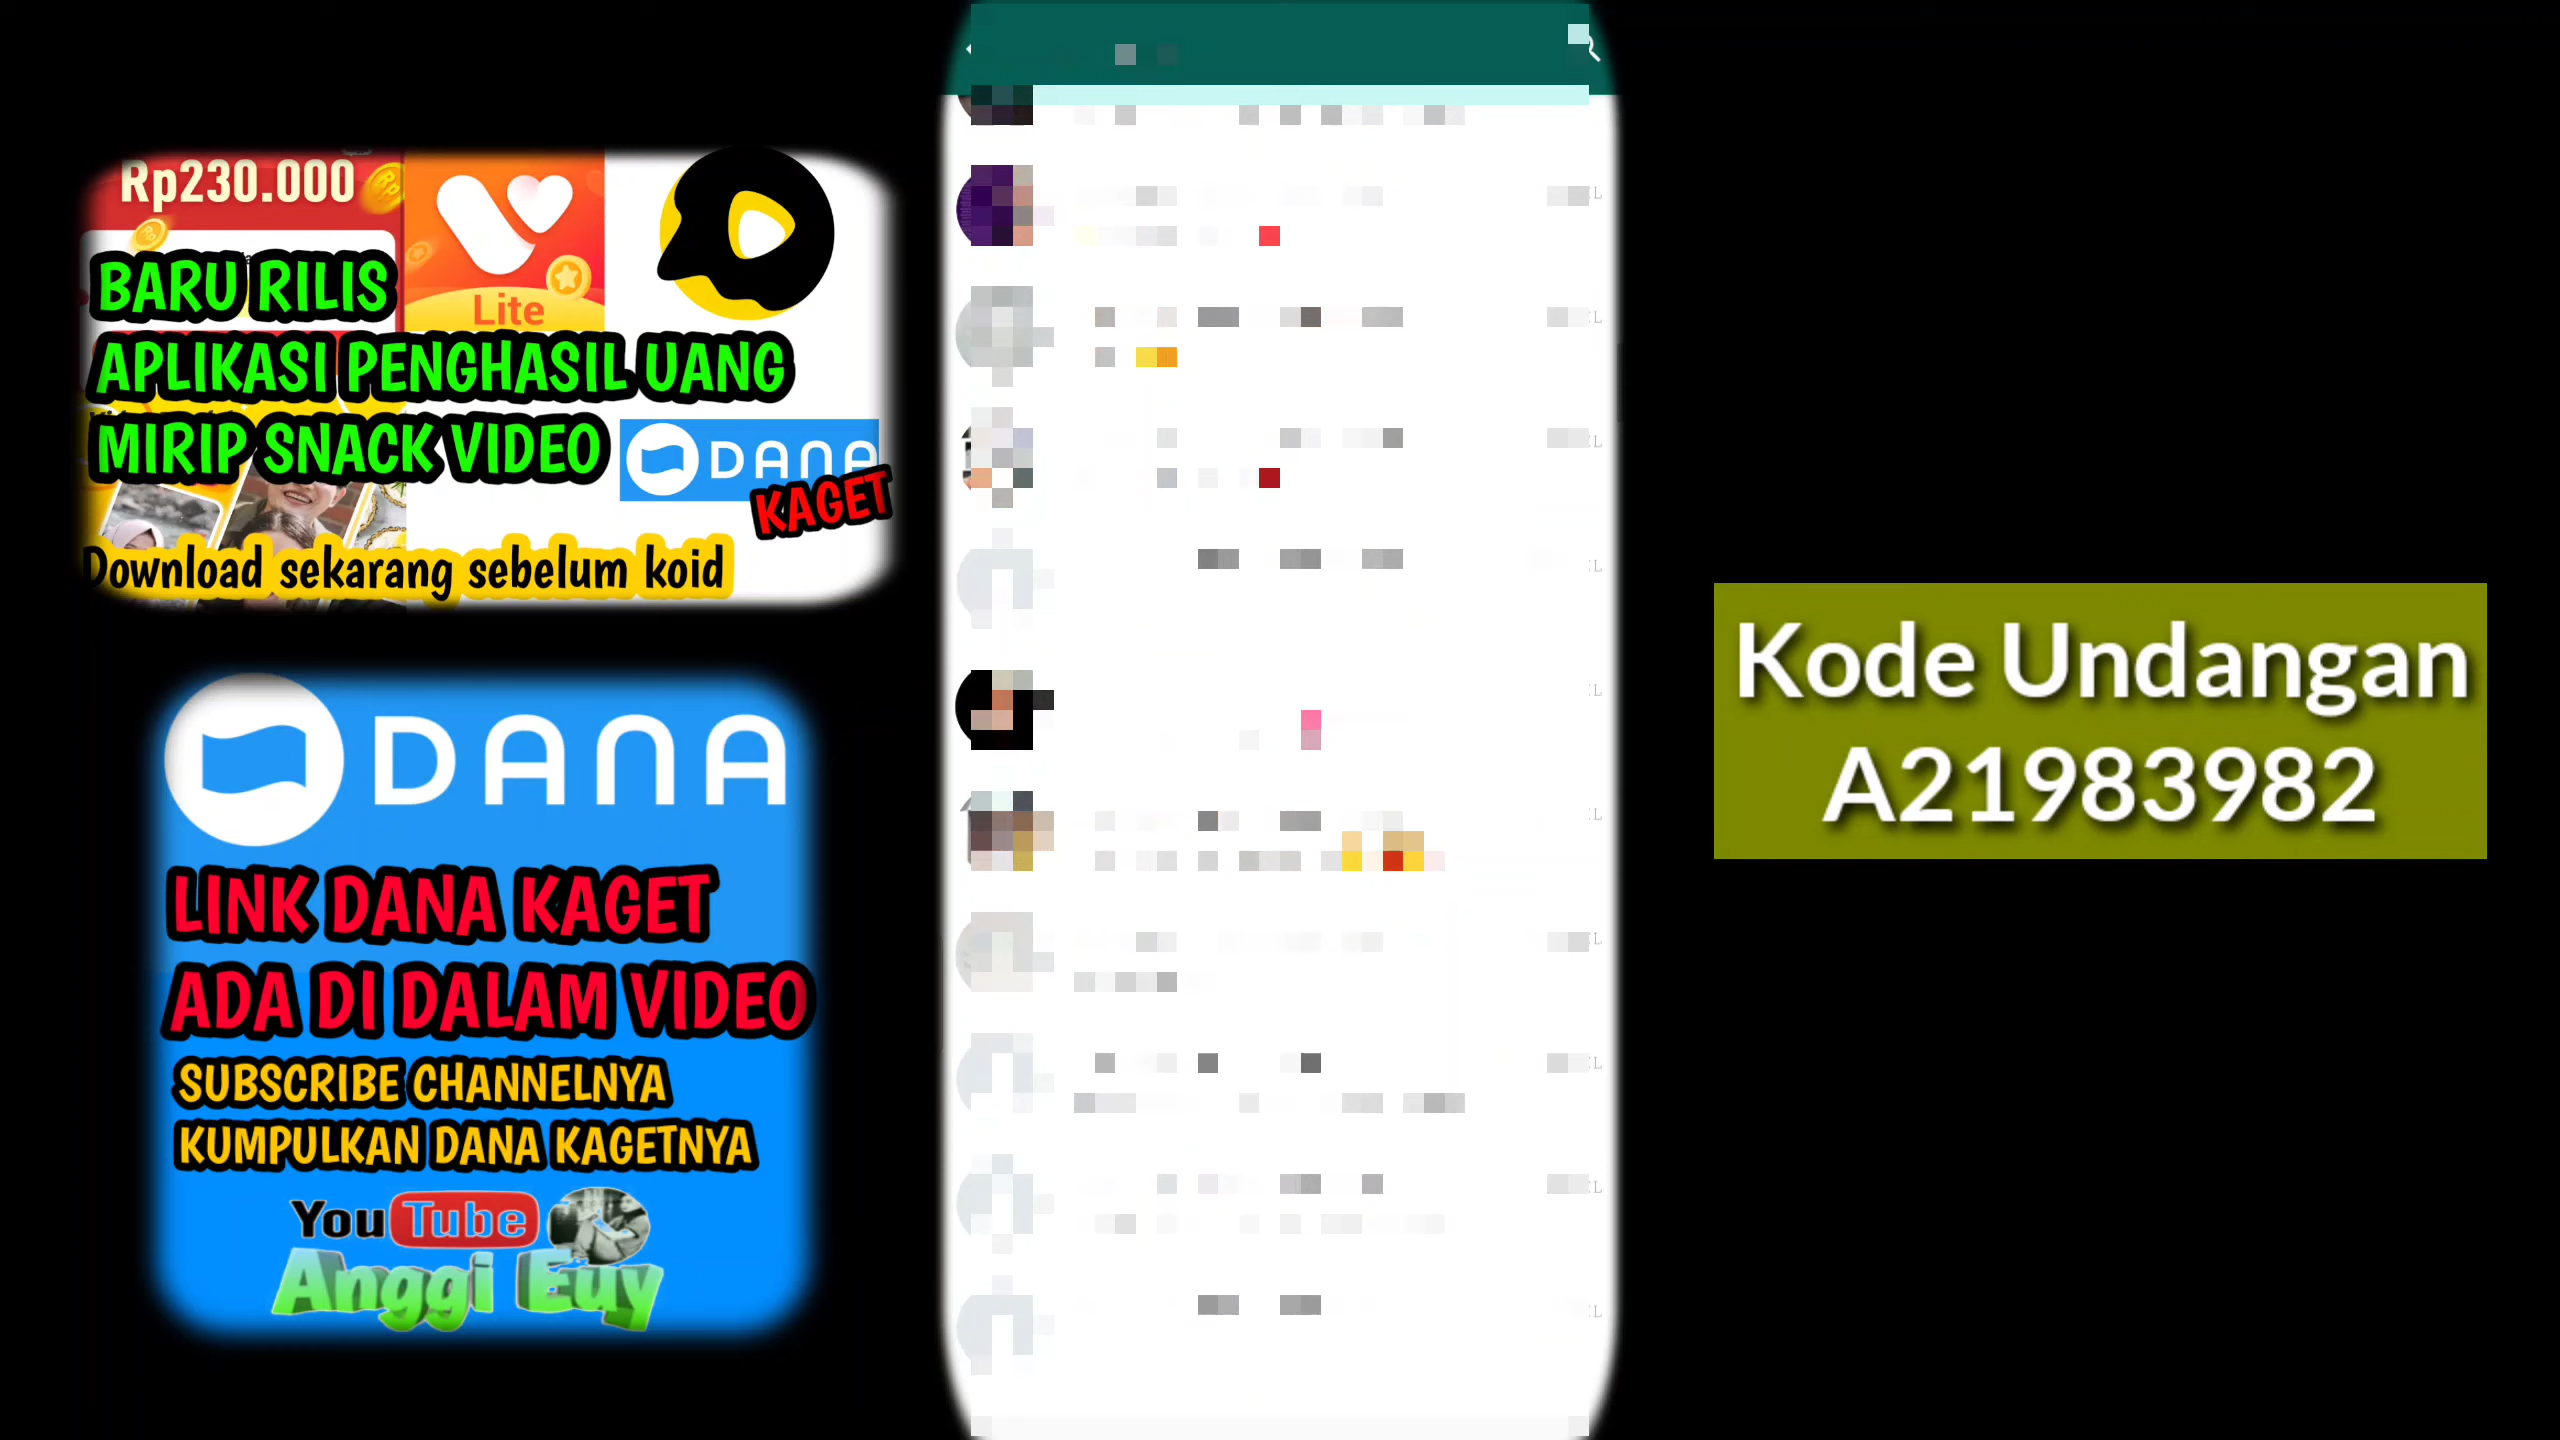 Rp230.000
Lite
BARU RILIS
APLIKASI PENGHASIL UANG
MIRIP SNACK VIDEO
DANA
KAGET
Download sekarang sebelum koid
DANA
LINK DANA KAGET
ADA DI DALAM VIDEO
SUBSCRIBE CHANNELNYA
KUMPULKAN DANA KAGETNYA
YouTube
Anggi Euy
Kode Undangan
A21983982